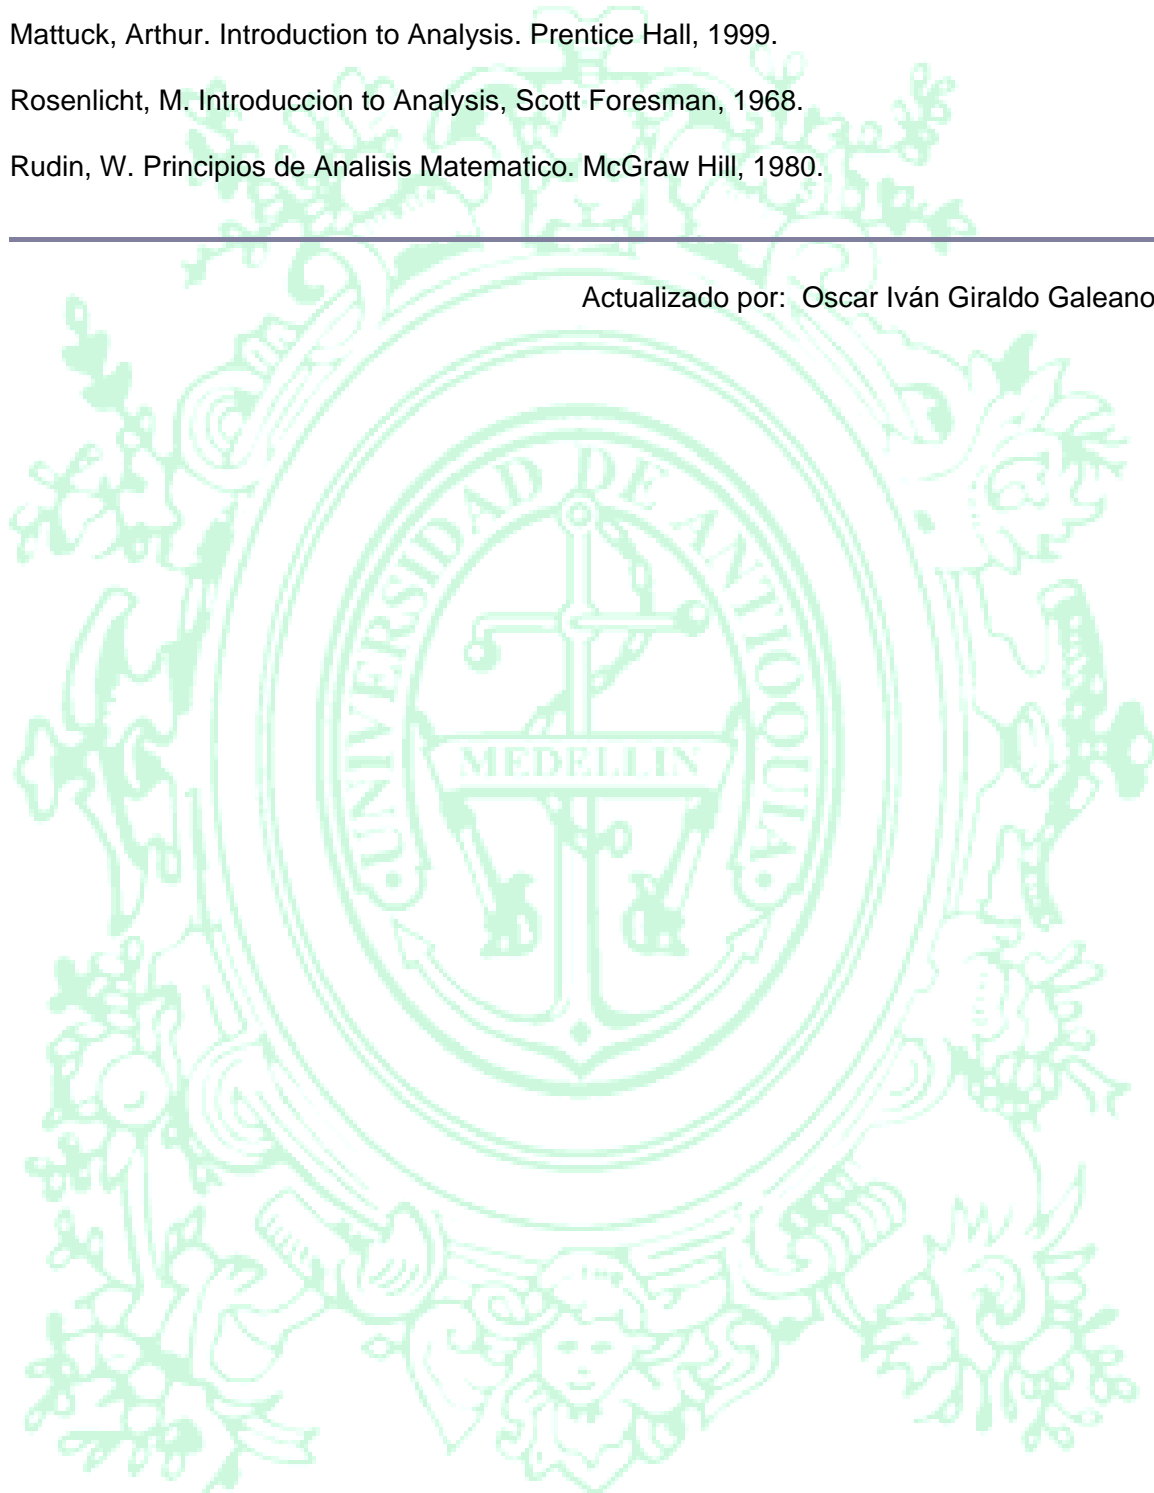 Mattuck, Arthur. Introduction to Analysis. Prentice Hall, 1999.
Rosenlicht, M. Introduccion to Analysis, Scott Foresman, 1968.
Rudin, W. Principios de Analisis Matematico. McGraw Hill, 1980.
Actualizado por: Oscar Iván Giraldo Galeano
UNIVERSIDAD DE ANTIOQUIA
MEDELLIN